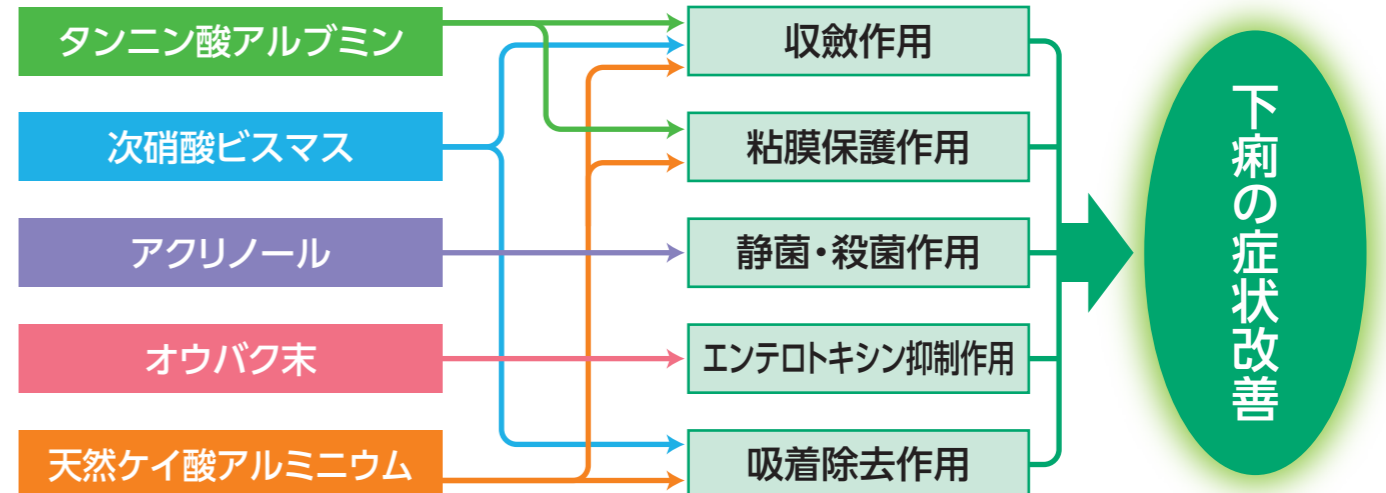 タンニン酸アルブミン
次硝酸ビスマス
アクリノール
オウバク末
天然ケイ酸アルミニウム
収斂作用
粘膜保護作用
静菌・殺菌作用
エンテロトキシン抑制作用
吸着除去作用
下痢の症状改善